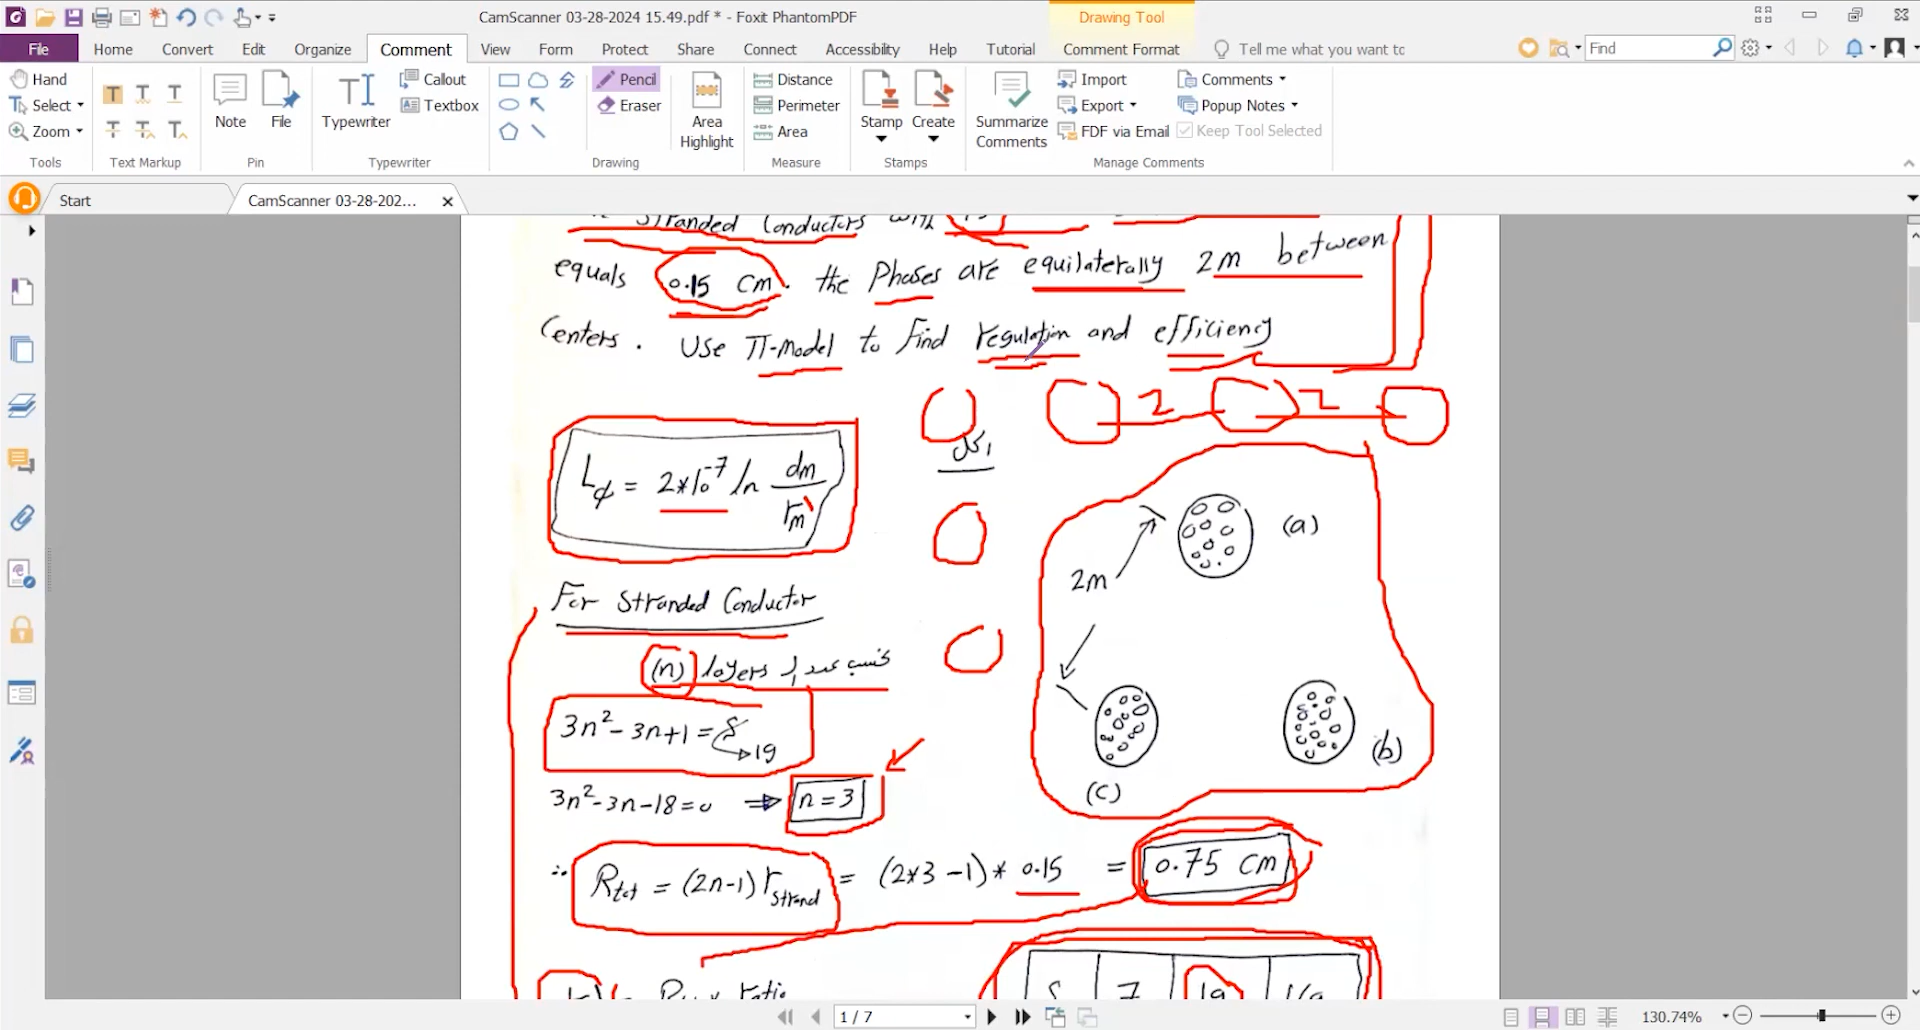 CamScanner 03-28-2024 15.49.pdf * - Foxit PhantomPDF
Drawing Tool
File Home Convert Edit Organize Comment View Form Protect Share Connect Accessibility Help Tutorial Comment Format Tell me what you want to Find
Hand
Select
Zoom
Tools
Text Markup
Note
File
Pin
Typewriter
Callout
Textbox
Typewriter
Pencil
Eraser
Drawing
Area
Highlight
Distance
Perimeter
Area
Measure
Stamp
Create
Stamps
Summarize
Comments
Import
Export
FDF via Email
Comments
Popup Notes
Keep Tool Selected
Manage Comments
Start
CamScanner 03-28-202...
Stranded Conductors with
equals 0.15 cm. the Phases are equilaterally 2m between
Centers. Use π-Model to find regulation and efficiency
2 2
Lφ = 2*10^-7 ln dm / rm'
(a)
2m
For Stranded Conductor
(n) layers
3n²-3n+1 = 8
19
(b)
3n²-3n-18=0 ⇒ n=3
(c)
∴ Rtot = (2n-1) rstrand = (2*3-1)* 0.15 = 0.75 cm
7 19
1 / 7
130.74%